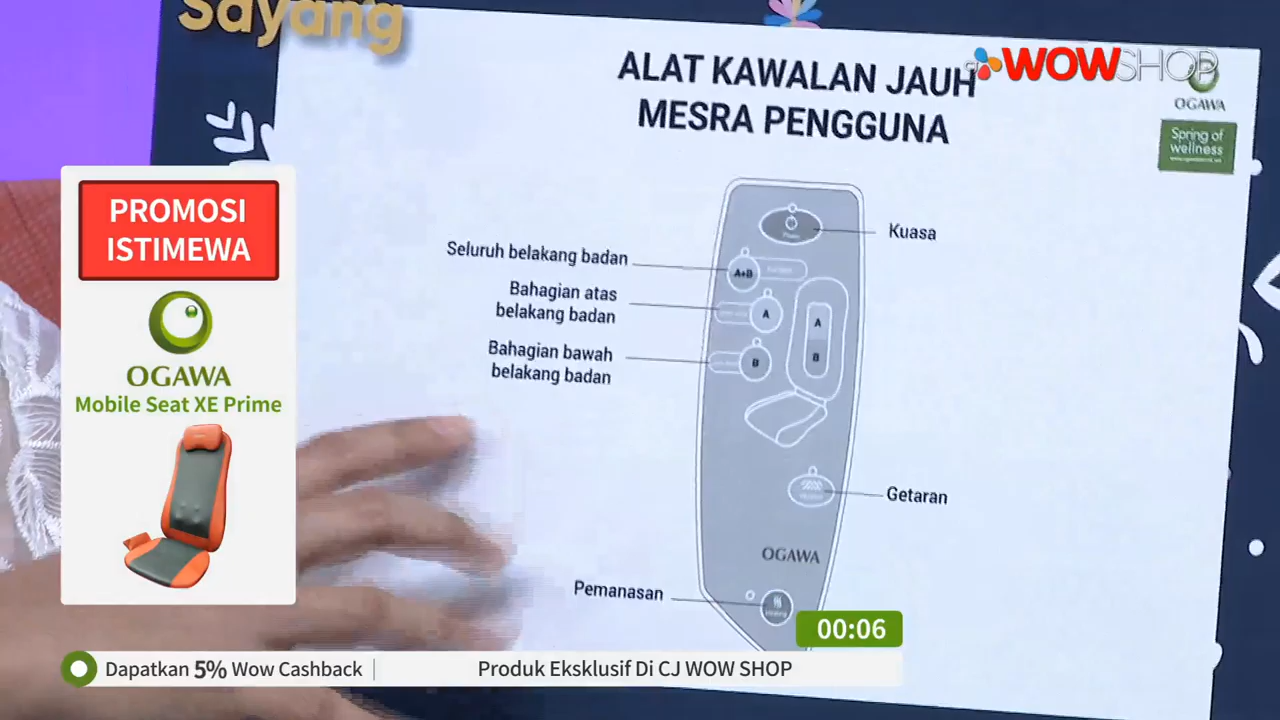 Sayang
ALAT KAWALAN JAUH
MESRA PENGGUNA
WOWSHOP
OGAWA
Spring of
wellness
PROMOSI
ISTIMEWA
OGAWA
Mobile Seat XE Prime
Kuasa
Seluruh belakang badan
A+B
Bahagian atas
belakang badan
A
A
Bahagian bawah
belakang badan
B
B
Getaran
OGAWA
Pemanasan
00:06
Dapatkan 5% Wow Cashback
Produk Eksklusif Di CJ WOW SHOP